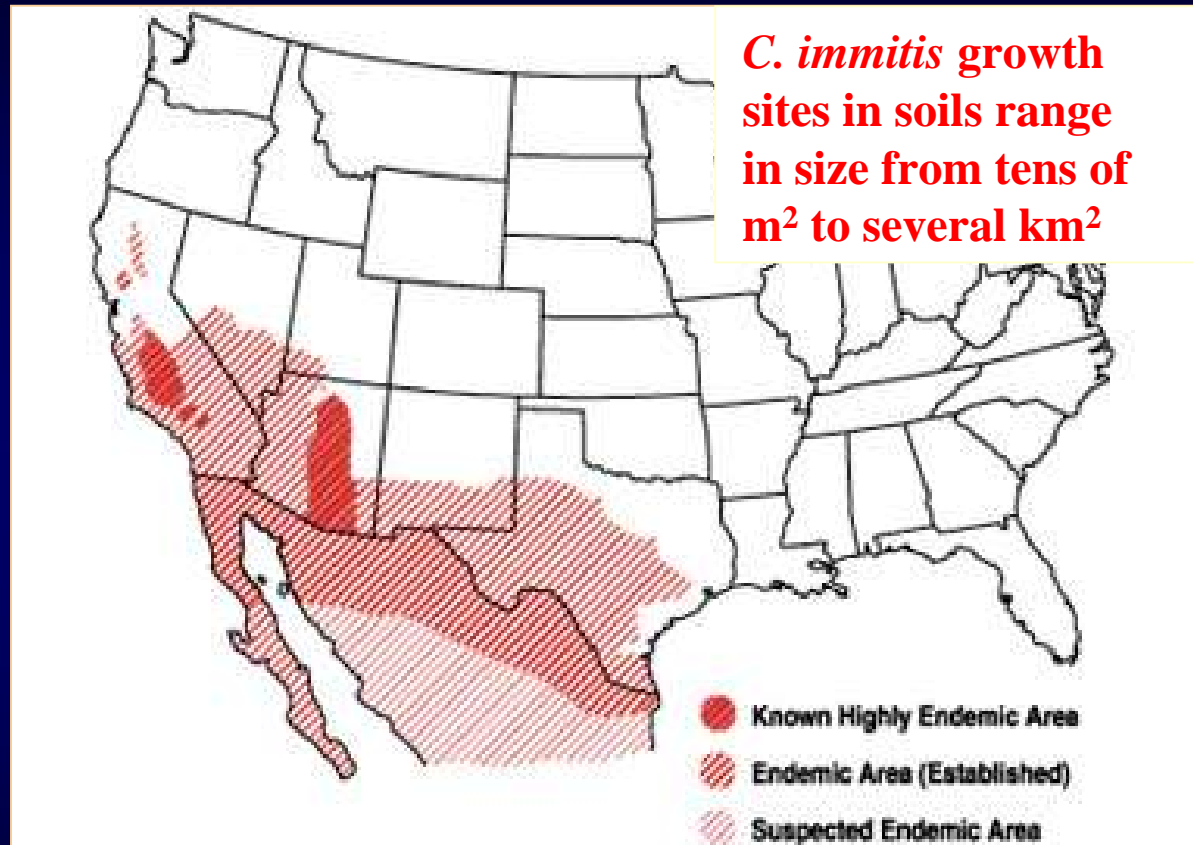 C. immitis growth
sites in soils range
in size from tens of
m² to several km²
Known Highly Endemic Area
Endemic Area (Established)
Suspected Endemic Area